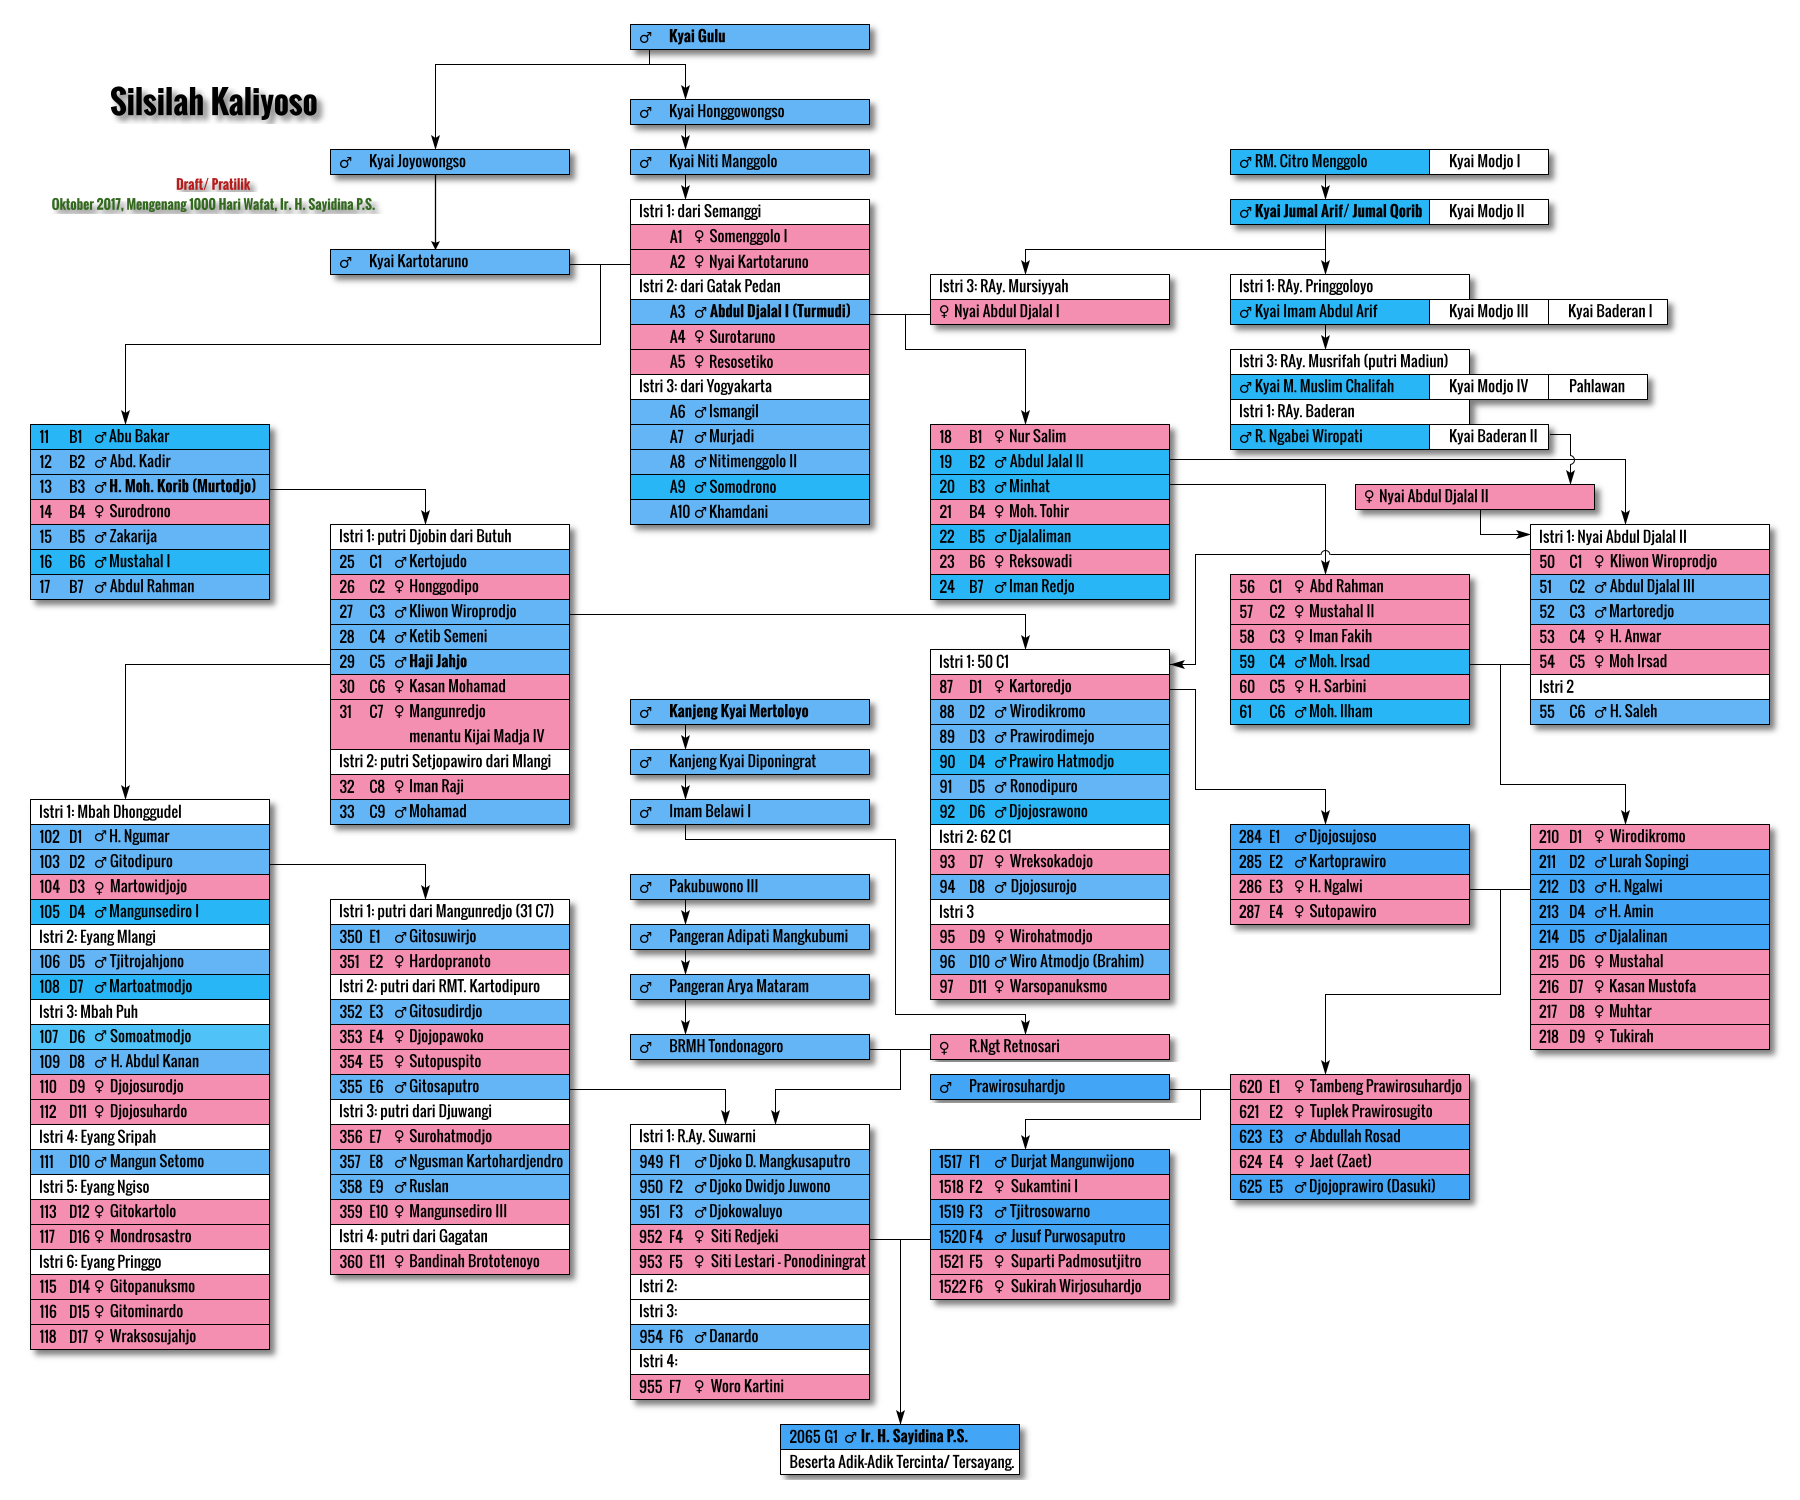 Silsilah Kaliyoso
Draft/ Pratilik
Oktober 2017, Mengenang 1000 Hari Wafat, Ir. H. Sayidina P.S.
♂ Kyai Gulu
♂ Kyai Honggowongso
♂ Kyai Joyowongso
♂ Kyai Niti Manggolo
♂ Kyai Kartotaruno
Istri 1: dari Semanggi
A1 ♀ Somenggolo I
A2 ♀ Nyai Kartotaruno
Istri 2: dari Gatak Pedan
A3 ♂ Abdul Djalal I (Turmudi)
A4 ♀ Surotaruno
A5 ♀ Resosetiko
Istri 3: dari Yogyakarta
A6 ♂ Ismangil
A7 ♂ Murjadi
A8 ♂ Nitimenggolo II
A9 ♂ Somodrono
A10 ♂ Khamdani
♂ RM. Citro Menggolo Kyai Modjo I
♂ Kyai Jumal Arif/ Jumal Qorib Kyai Modjo II
Istri 3: RAy. Mursiyyah
♀ Nyai Abdul Djalal I
Istri 1: RAy. Pringgoloyo
♂ Kyai Imam Abdul Arif Kyai Modjo III Kyai Baderan I
Istri 3: RAy. Musrifah (putri Madiun)
♂ Kyai M. Muslim Chalifah Kyai Modjo IV Pahlawan
Istri 1: RAy. Baderan
♂ R. Ngabei Wiropati Kyai Baderan II
♀ Nyai Abdul Djalal II
11 B1 ♂ Abu Bakar
12 B2 ♂ Abd. Kadir
13 B3 ♂ H. Moh. Korib (Murtodjo)
14 B4 ♀ Surodrono
15 B5 ♂ Zakarija
16 B6 ♂ Mustahal I
17 B7 ♂ Abdul Rahman
18 B1 ♀ Nur Salim
19 B2 ♂ Abdul Jalal II
20 B3 ♂ Minhat
21 B4 ♀ Moh. Tohir
22 B5 ♂ Djalaliman
23 B6 ♀ Reksowadi
24 B7 ♂ Iman Redjo
Istri 1: putri Djobin dari Butuh
25 C1 ♂ Kertojudo
26 C2 ♀ Honggodipo
27 C3 ♂ Kliwon Wiroprodjo
28 C4 ♂ Ketib Semeni
29 C5 ♂ Haji Jahjo
30 C6 ♀ Kasan Mohamad
31 C7 ♀ Mangunredjo
menantu Kijai Madja IV
Istri 2: putri Setjopawiro dari Mlangi
32 C8 ♀ Iman Raji
33 C9 ♂ Mohamad
Istri 1: Nyai Abdul Djalal II
50 C1 ♀ Kliwon Wiroprodjo
51 C2 ♂ Abdul Djalal III
52 C3 ♂ Martoredjo
53 C4 ♀ H. Anwar
54 C5 ♀ Moh Irsad
Istri 2
55 C6 ♂ H. Saleh
56 C1 ♀ Abd Rahman
57 C2 ♀ Mustahal II
58 C3 ♀ Iman Fakih
59 C4 ♂ Moh. Irsad
60 C5 ♀ H. Sarbini
61 C6 ♂ Moh. Ilham
Istri 1: 50 C1
87 D1 ♀ Kartoredjo
88 D2 ♂ Wirodikromo
89 D3 ♂ Prawirodimejo
90 D4 ♂ Prawiro Hatmodjo
91 D5 ♂ Ronodipuro
92 D6 ♂ Djojosrawono
Istri 2: 62 C1
93 D7 ♀ Wreksokadojo
94 D8 ♂ Djojosurojo
Istri 3
95 D9 ♀ Wirohatmodjo
96 D10 ♂ Wiro Atmodjo (Brahim)
97 D11 ♀ Warsopanuksmo
♂ Kanjeng Kyai Mertoloyo
♂ Kanjeng Kyai Diponingrat
♂ Imam Belawi I
♂ Pakubuwono III
♂ Pangeran Adipati Mangkubumi
♂ Pangeran Arya Mataram
♂ BRMH Tondonagoro
♀ R.Ngt Retnosari
♂ Prawirosuhardjo
Istri 1: Mbah Dhonggudel
102 D1 ♂ H. Ngumar
103 D2 ♂ Gitodipuro
104 D3 ♀ Martowidjojo
105 D4 ♂ Mangunsediro I
Istri 2: Eyang Mlangi
106 D5 ♂ Tjitrojahjono
108 D7 ♂ Martoatmodjo
Istri 3: Mbah Puh
107 D6 ♂ Somoatmodjo
109 D8 ♂ H. Abdul Kanan
110 D9 ♀ Djojosurodjo
112 D11 ♀ Djojosuhardo
Istri 4: Eyang Sripah
111 D10 ♂ Mangun Setomo
Istri 5: Eyang Ngiso
113 D12 ♀ Gitokartolo
117 D16 ♀ Mondrosastro
Istri 6: Eyang Pringgo
115 D14 ♀ Gitopanuksmo
116 D15 ♀ Gitominardo
118 D17 ♀ Wraksosujahjo
Istri 1: putri dari Mangunredjo (31 C7)
350 E1 ♂ Gitosuwirjo
351 E2 ♀ Hardopranoto
Istri 2: putri dari RMT. Kartodipuro
352 E3 ♂ Gitosudirdjo
353 E4 ♀ Djojopawoko
354 E5 ♀ Sutopuspito
355 E6 ♂ Gitosaputro
Istri 3: putri dari Djuwangi
356 E7 ♀ Surohatmodjo
357 E8 ♂ Ngusman Kartohardjendro
358 E9 ♂ Ruslan
359 E10 ♀ Mangunsediro III
Istri 4: putri dari Gagatan
360 E11 ♀ Bandinah Brototenoyo
284 E1 ♂ Djojosujoso
285 E2 ♂ Kartoprawiro
286 E3 ♀ H. Ngalwi
287 E4 ♀ Sutopawiro
210 D1 ♀ Wirodikromo
211 D2 ♂ Lurah Sopingi
212 D3 ♂ H. Ngalwi
213 D4 ♂ H. Amin
214 D5 ♂ Djalalinan
215 D6 ♀ Mustahal
216 D7 ♀ Kasan Mustofa
217 D8 ♀ Muhtar
218 D9 ♀ Tukirah
620 E1 ♀ Tambeng Prawirosuhardjo
621 E2 ♀ Tuplek Prawirosugito
623 E3 ♂ Abdullah Rosad
624 E4 ♀ Jaet (Zaet)
625 E5 ♂ Djojoprawiro (Dasuki)
Istri 1: R.Ay. Suwarni
949 F1 ♂ Djoko D. Mangkusaputro
950 F2 ♂ Djoko Dwidjo Juwono
951 F3 ♂ Djokowaluyo
952 F4 ♀ Siti Redjeki
953 F5 ♀ Siti Lestari - Ponodiningrat
Istri 2:
Istri 3:
954 F6 ♂ Danardo
Istri 4:
955 F7 ♀ Woro Kartini
1517 F1 ♂ Durjat Mangunwijono
1518 F2 ♀ Sukamtini I
1519 F3 ♂ Tjitrosowarno
1520 F4 ♂ Jusuf Purwosaputro
1521 F5 ♀ Suparti Padmosutjitro
1522 F6 ♀ Sukirah Wirjosuhardjo
2065 G1 ♂ Ir. H. Sayidina P.S.
Beserta Adik-Adik Tercinta/ Tersayang.